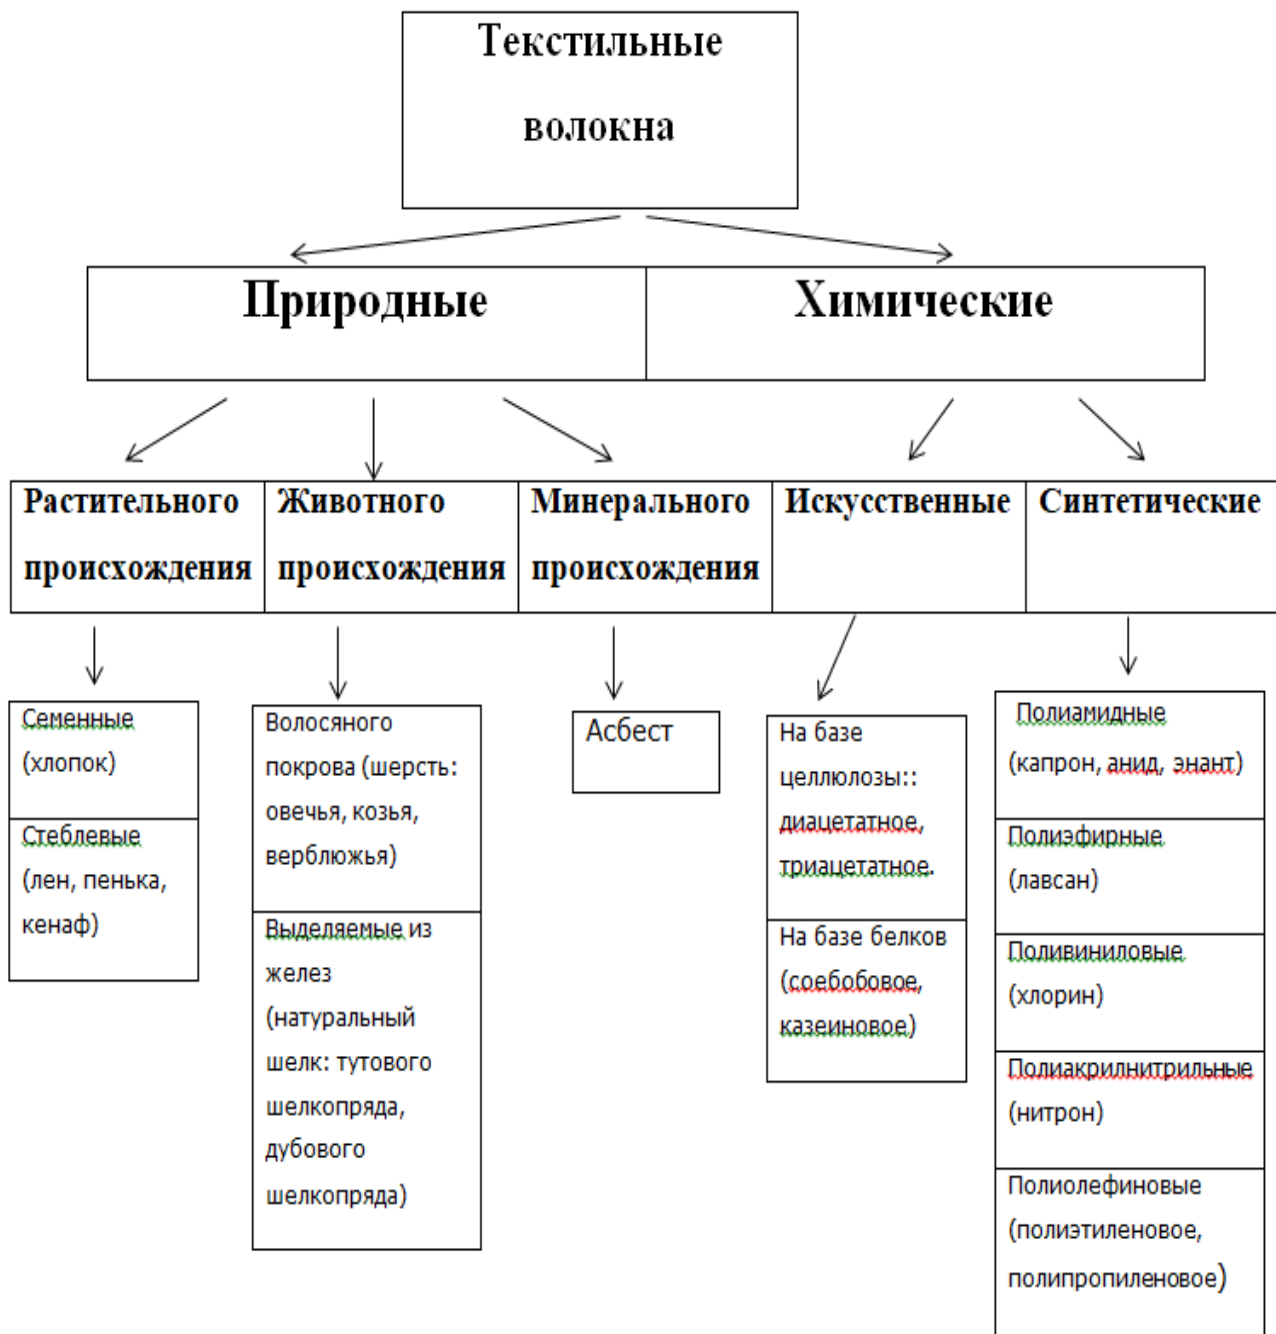 Текстильные
волокна
Природные
Химические
Растительного
происхождения
Животного
происхождения
Минерального
происхождения
Искусственные
Синтетические
Семенные
(хлопок)
Стеблевые
(лен, пенька,
кенаф)
Волосяного
покрова (шерсть:
овечья, козья,
верблюжья)
Выделяемые из
желез
(натуральный
шелк: тутового
шелкопряда,
дубового
шелкопряда)
Асбест
На базе
целлюлозы::
диацетатное,
триацетатное.
На базе белков
(соебобовое,
казеиновое)
Полиамидные
(капрон, анид, энант)
Полиэфирные
(лавсан)
Поливиниловые
(хлорин)
Полиакрилнитрильные
(нитрон)
Полиолефиновые
(полиэтиленовое,
полипропиленовое)